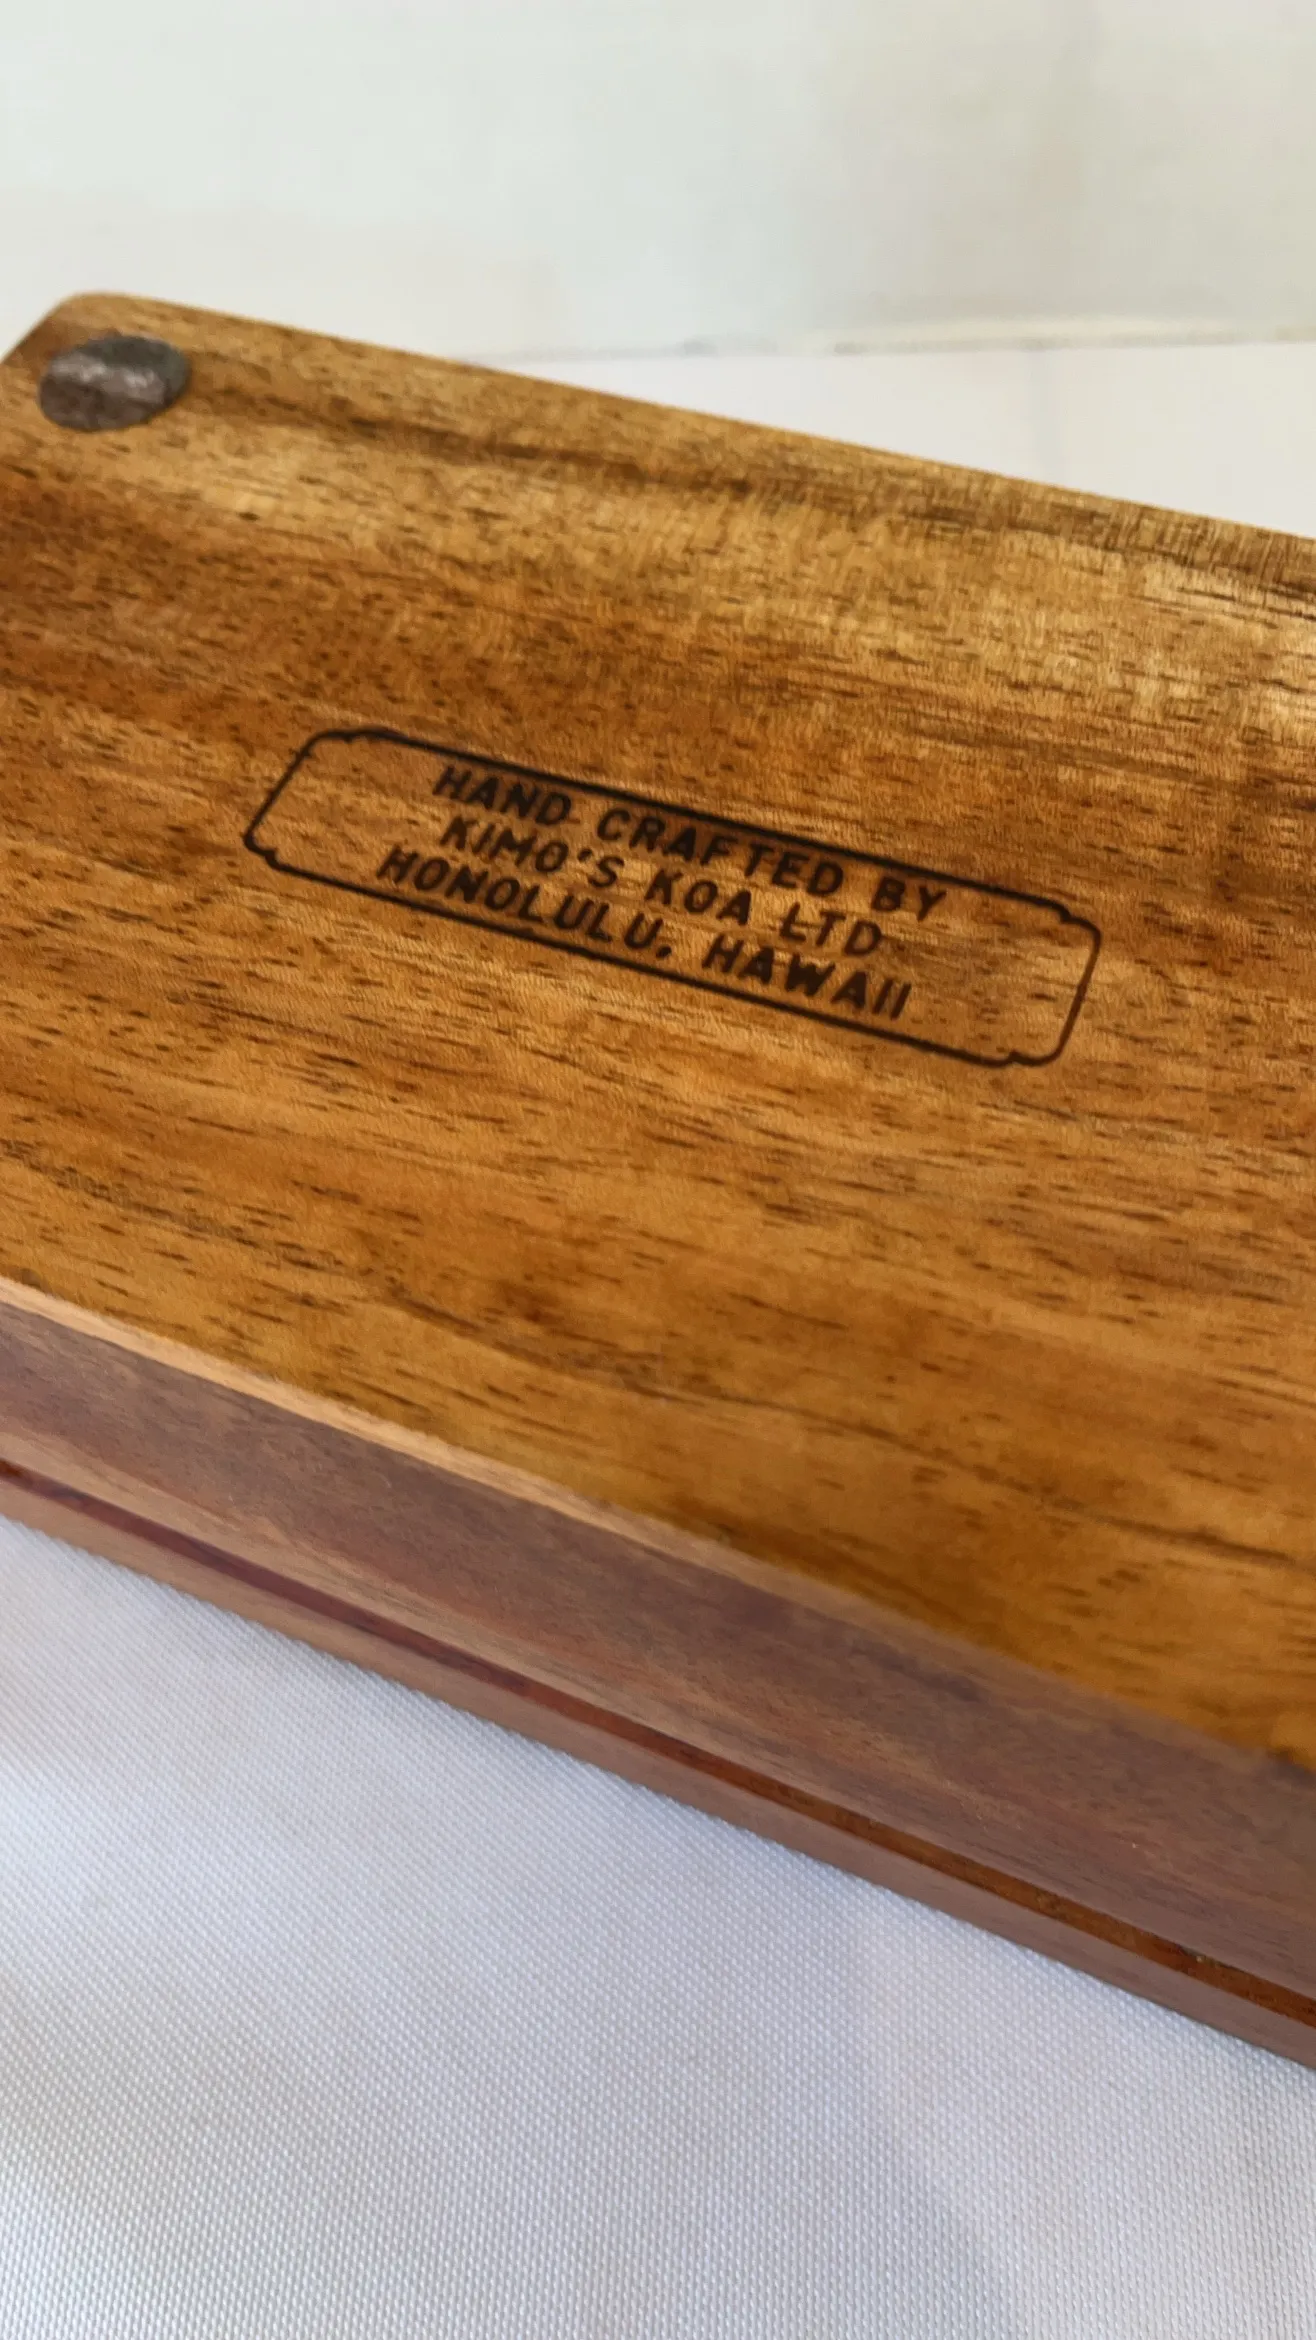 HAND CRAFTED BY
KIMO'S KOA LTD
HONOLULU, HAWAII